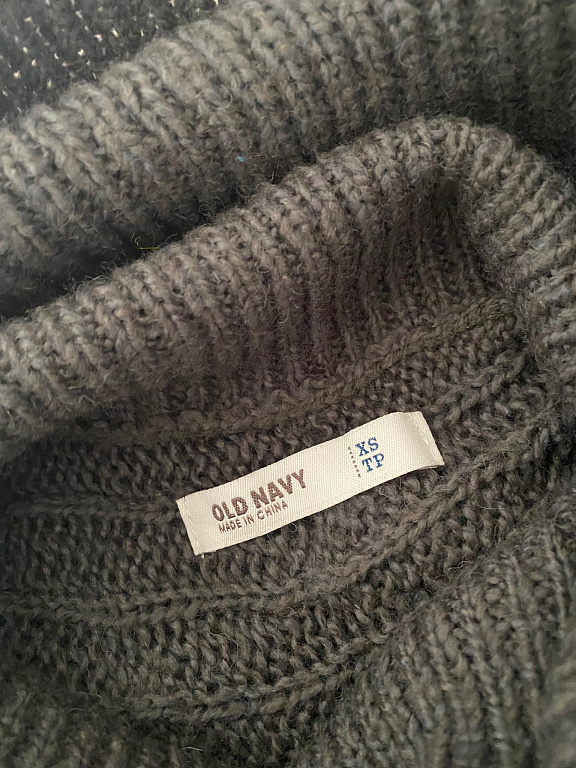 OLD NAVY
MADE IN CHINA
XS
TP